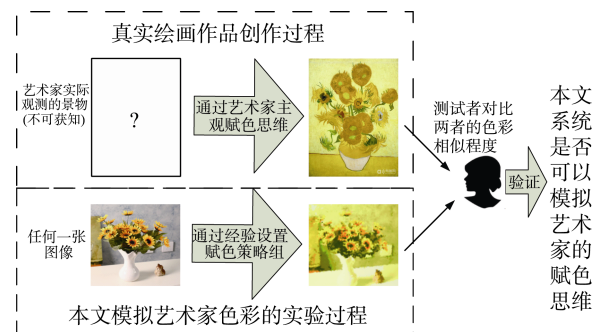 真实绘画作品创作过程
艺术家实际
观测的景物
(不可获知)
?
通过艺术家主
观赋色思维
任何一张
图像
通过经验设置
赋色策略组
本文模拟艺术家色彩的实验过程
测试者对比
两者的色彩
相似程度
验证
本文
系统
是否
可以
模拟
艺术
家的
赋色
思维